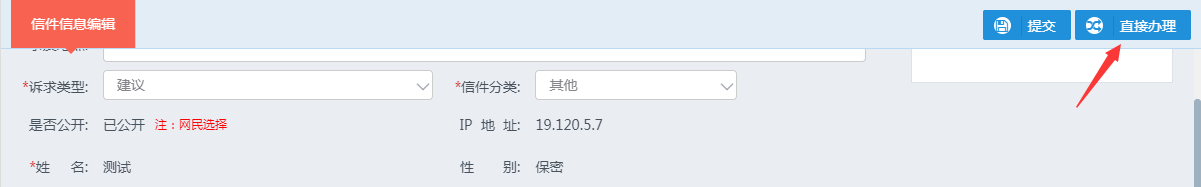 信件信息编辑 提交 直接办理
*诉求类型: 建议 *信件分类: 其他
是否公开: 已公开 注：网民选择 IP 地 址: 19.120.5.7
*姓 名: 测试 性 别: 保密